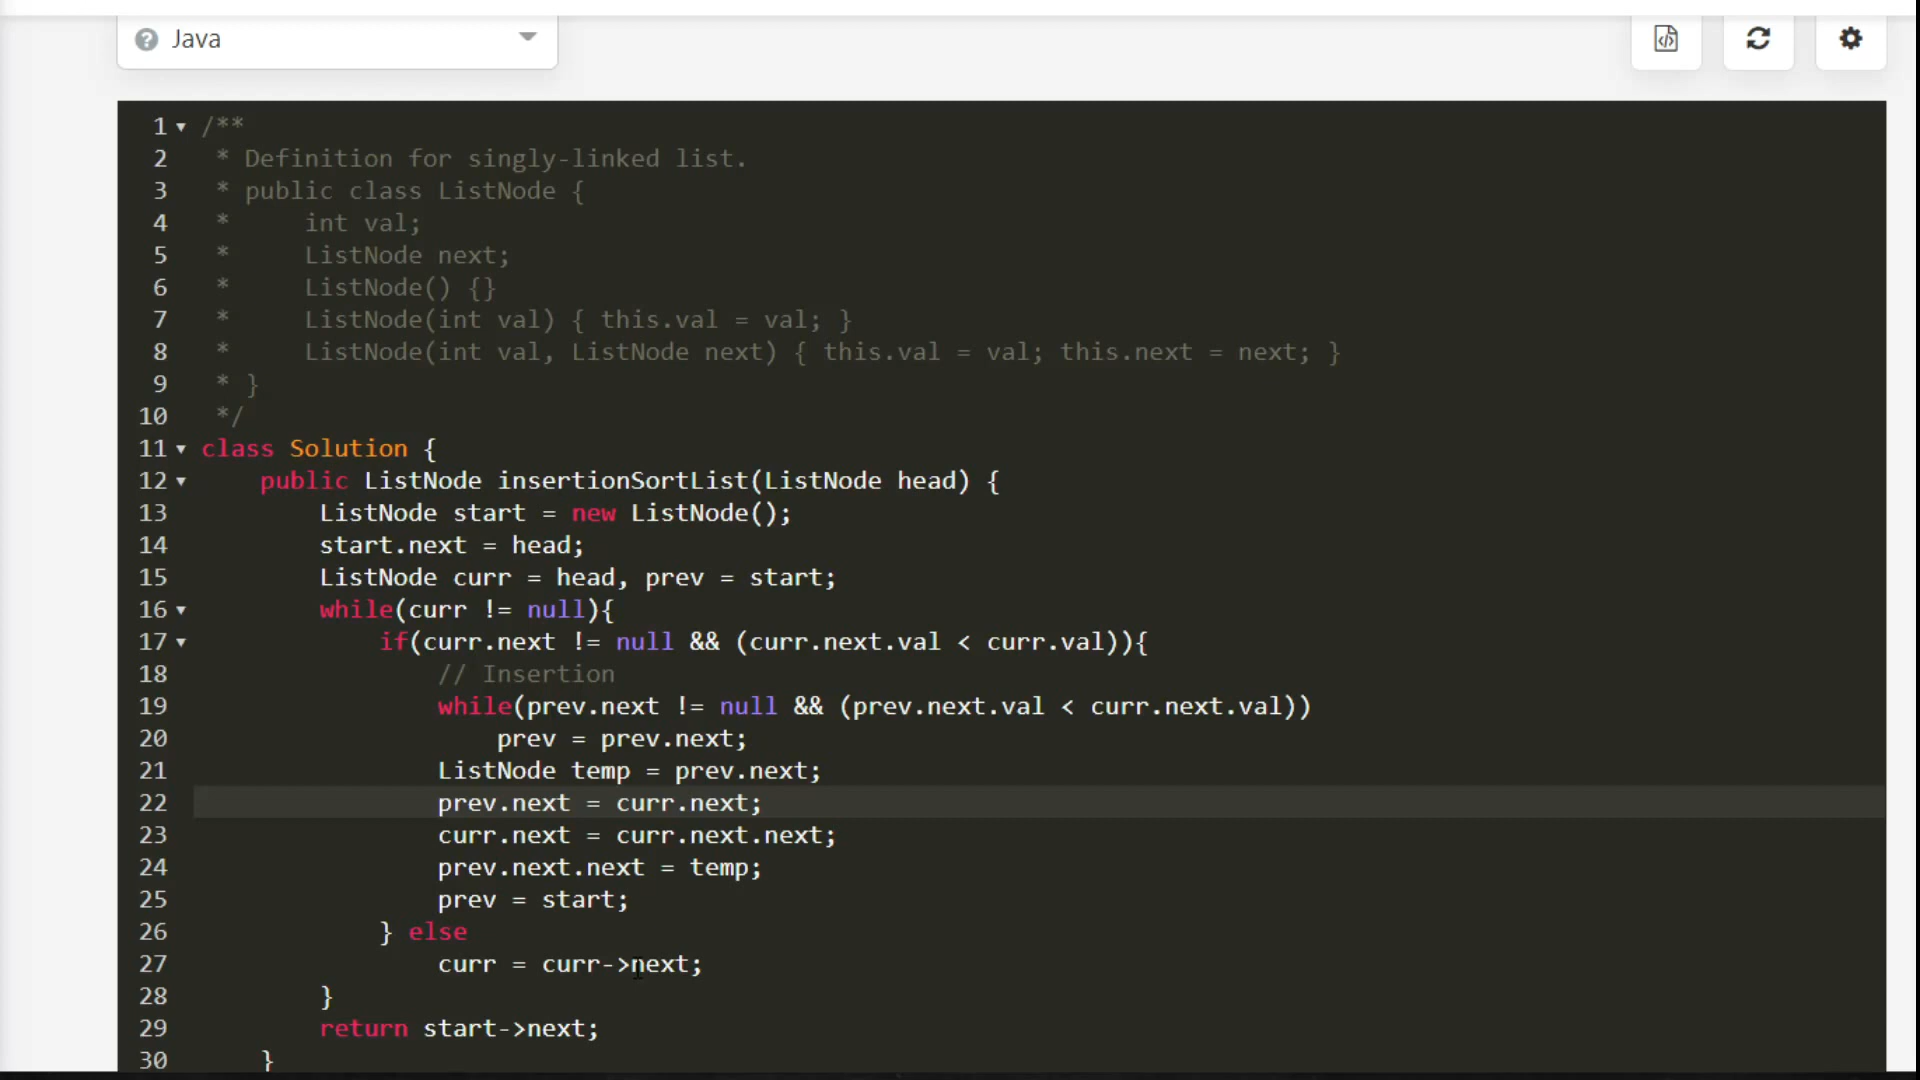 Java
1 /**
2  * Definition for singly-linked list.
3  * public class ListNode {
4  *     int val;
5  *     ListNode next;
6  *     ListNode() {}
7  *     ListNode(int val) { this.val = val; }
8  *     ListNode(int val, ListNode next) { this.val = val; this.next = next; }
9  * }
10  */
11 class Solution {
12     public ListNode insertionSortList(ListNode head) {
13         ListNode start = new ListNode();
14         start.next = head;
15         ListNode curr = head, prev = start;
16         while(curr != null){
17             if(curr.next != null && (curr.next.val < curr.val)){
18                 // Insertion
19                 while(prev.next != null && (prev.next.val < curr.next.val))
20                     prev = prev.next;
21                 ListNode temp = prev.next;
22                 prev.next = curr.next;
23                 curr.next = curr.next.next;
24                 prev.next.next = temp;
25                 prev = start;
26             } else
27                 curr = curr->next;
28         }
29         return start->next;
30     }